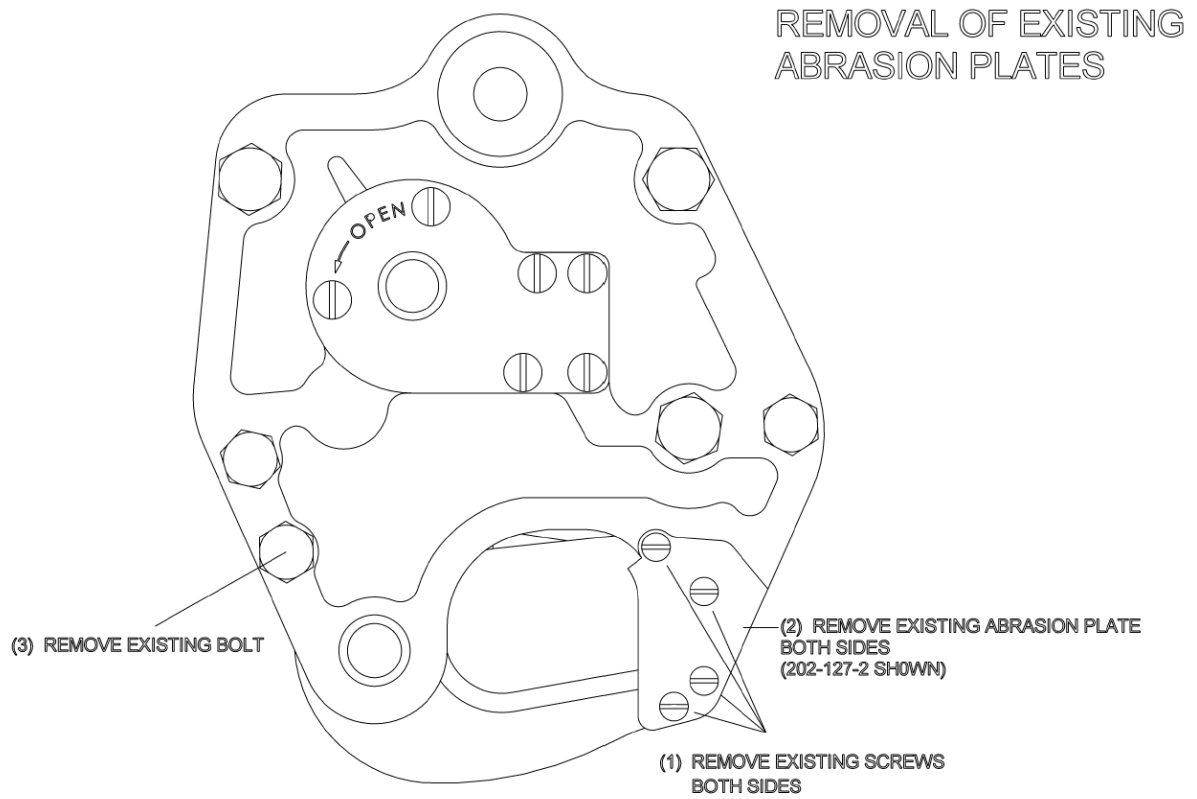 REMOVAL OF EXISTING
ABRASION PLATES
OPEN
(3) REMOVE EXISTING BOLT
(2) REMOVE EXISTING ABRASION PLATE
BOTH SIDES
(202-127-2 SH0WN)
(1) REMOVE EXISTING SCREWS
BOTH SIDES